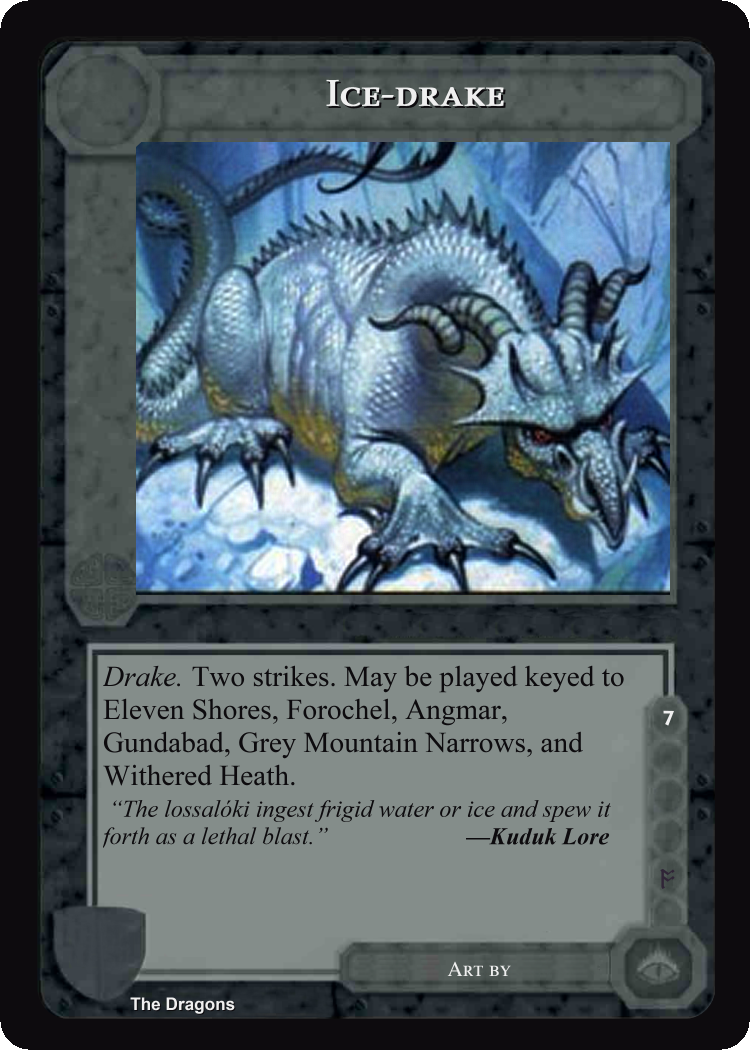 Ice-drake
Drake. Two strikes. May be played keyed to
Eleven Shores, Forochel, Angmar,
Gundabad, Grey Mountain Narrows, and
Withered Heath.
“The lossalóki ingest frigid water or ice and spew it
forth as a lethal blast.” —Kuduk Lore
7
ᚩ
Art by
The Dragons